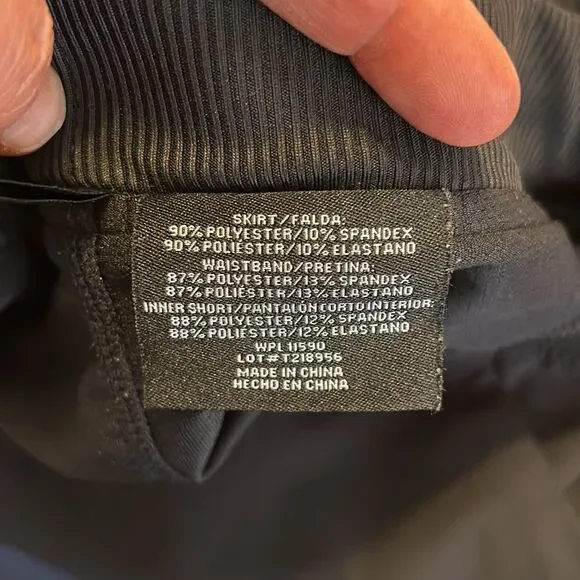 SKIRT/FALDA:
90% POLYESTER/10% SPANDEX
90% POLIÉSTER/10% ELASTANO
WAISTBAND/PRETINA:
87% POLYESTER/13% SPANDEX
87% POLIÉSTER/13% ELASTANO
INNER SHORT/PANTALÓN CORTO INTERIOR:
88% POLYESTER/12% SPANDEX
88% POLIÉSTER/12% ELASTANO
WPL 11590
LOT#T218956
MADE IN CHINA
HECHO EN CHINA